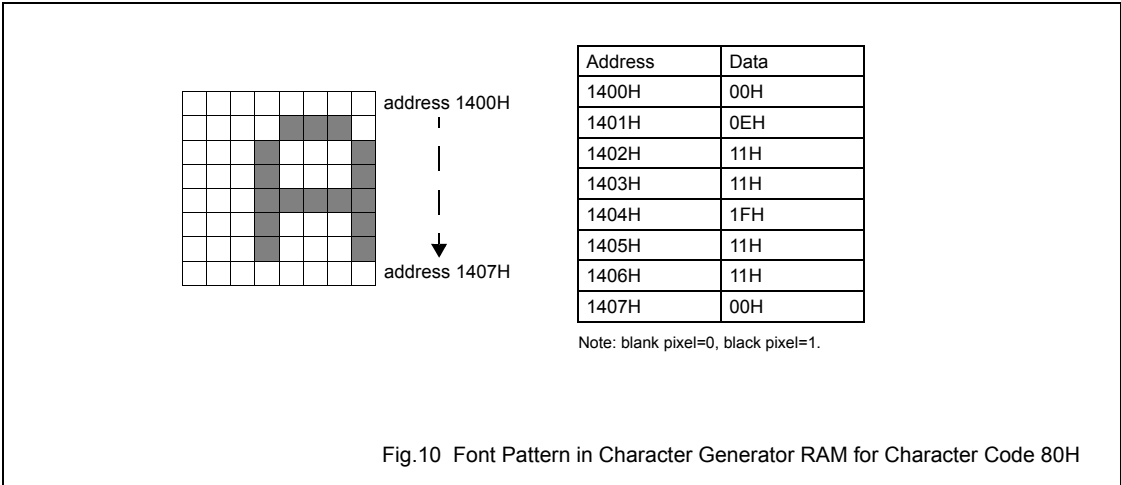 address 1400H
address 1407H
Address Data
1400H 00H
1401H 0EH
1402H 11H
1403H 11H
1404H 1FH
1405H 11H
1406H 11H
1407H 00H
Note: blank pixel=0, black pixel=1.
Fig.10 Font Pattern in Character Generator RAM for Character Code 80H